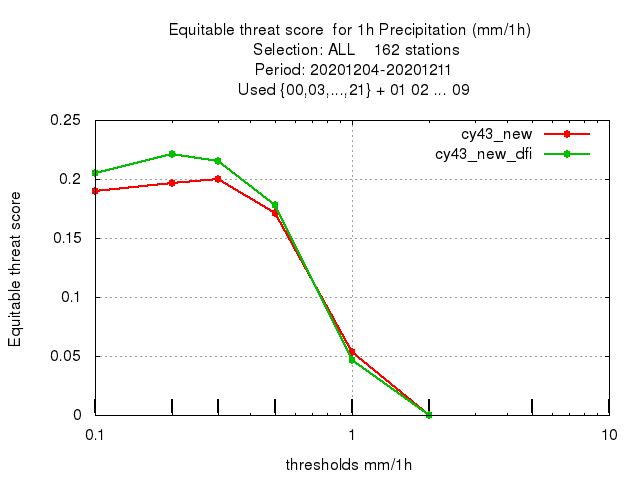 Equitable threat score  for 1h Precipitation (mm/1h)
Selection: ALL    162 stations
Period: 20201204-20201211
Used {00,03,...,21} + 01 02 ... 09
cy43_new
cy43_new_dfi
0.25
0.2
0.15
0.1
0.05
0
Equitable threat score
0.1 1 10
thresholds mm/1h